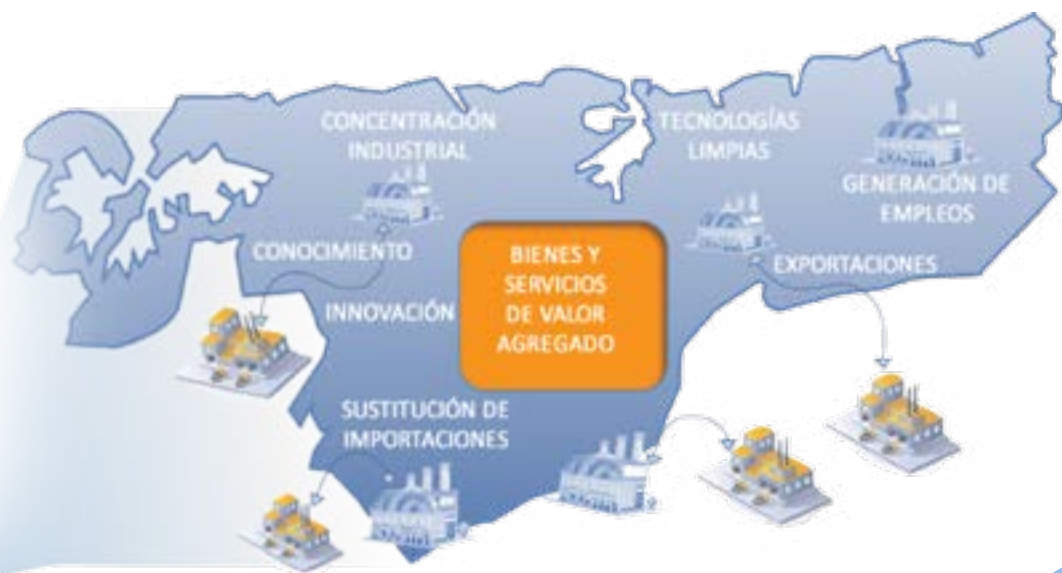 CONCENTRACIÓN
INDUSTRIAL
TECNOLOGÍAS
LIMPIAS
GENERACIÓN DE
EMPLEOS
CONOCIMIENTO
INNOVACIÓN
BIENES Y
SERVICIOS
DE VALOR
AGREGADO
EXPORTACIONES
SUSTITUCIÓN DE
IMPORTACIONES